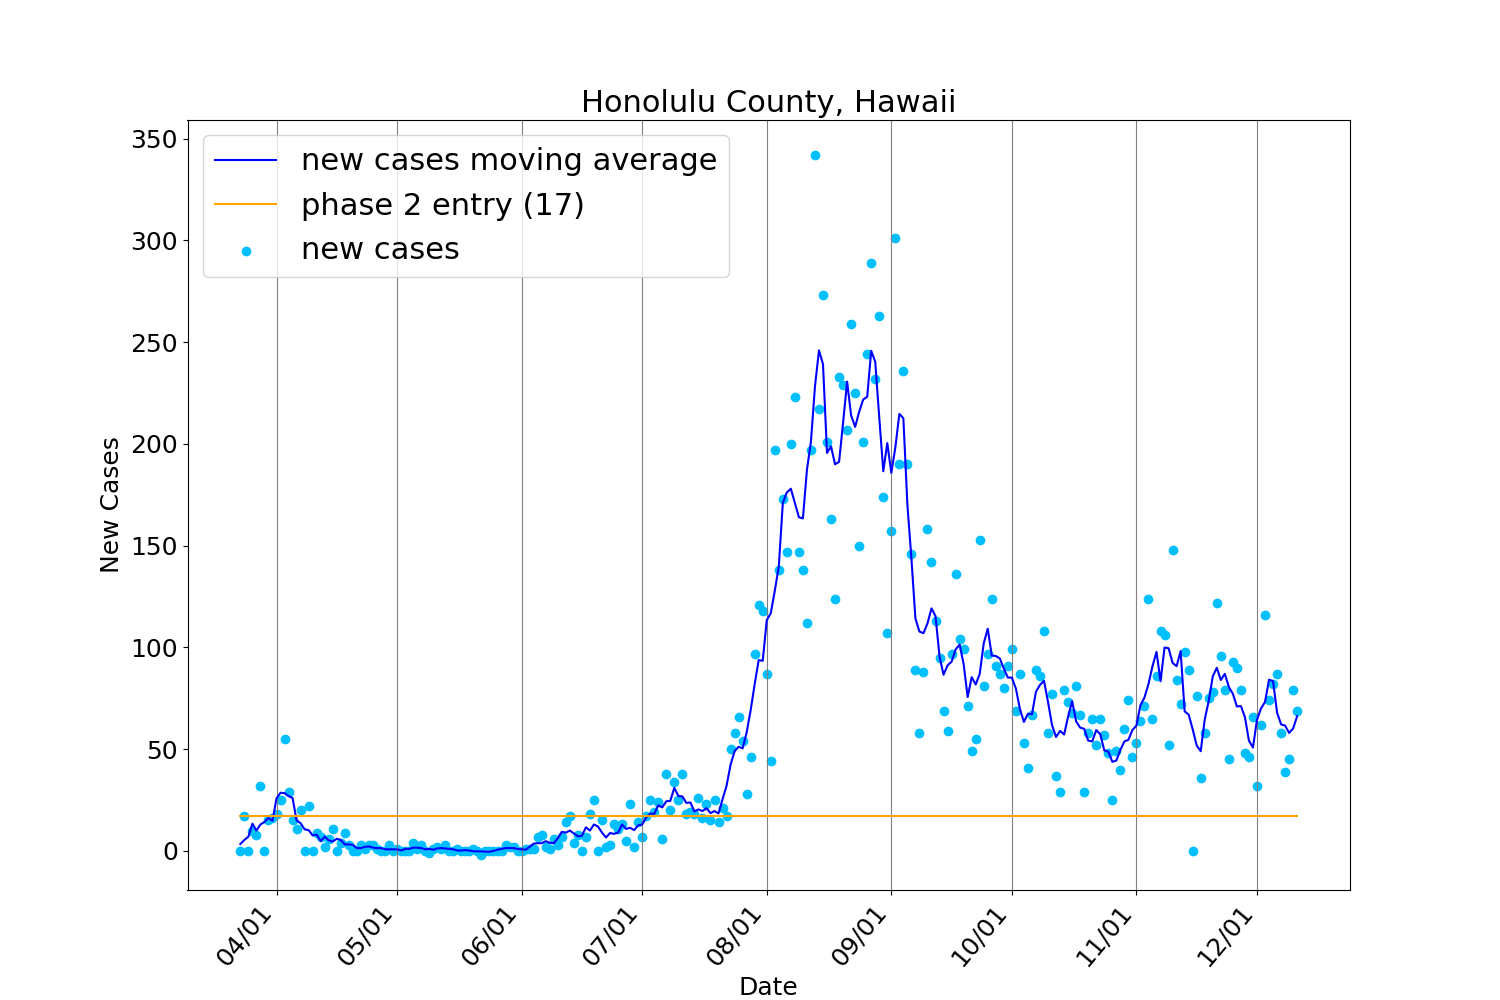 Honolulu County, Hawaii
new cases moving average
phase 2 entry (17)
new cases
New Cases
350
300
250
200
150
100
50
0
04/01
05/01
06/01
07/01
08/01
09/01
10/01
11/01
12/01
Date